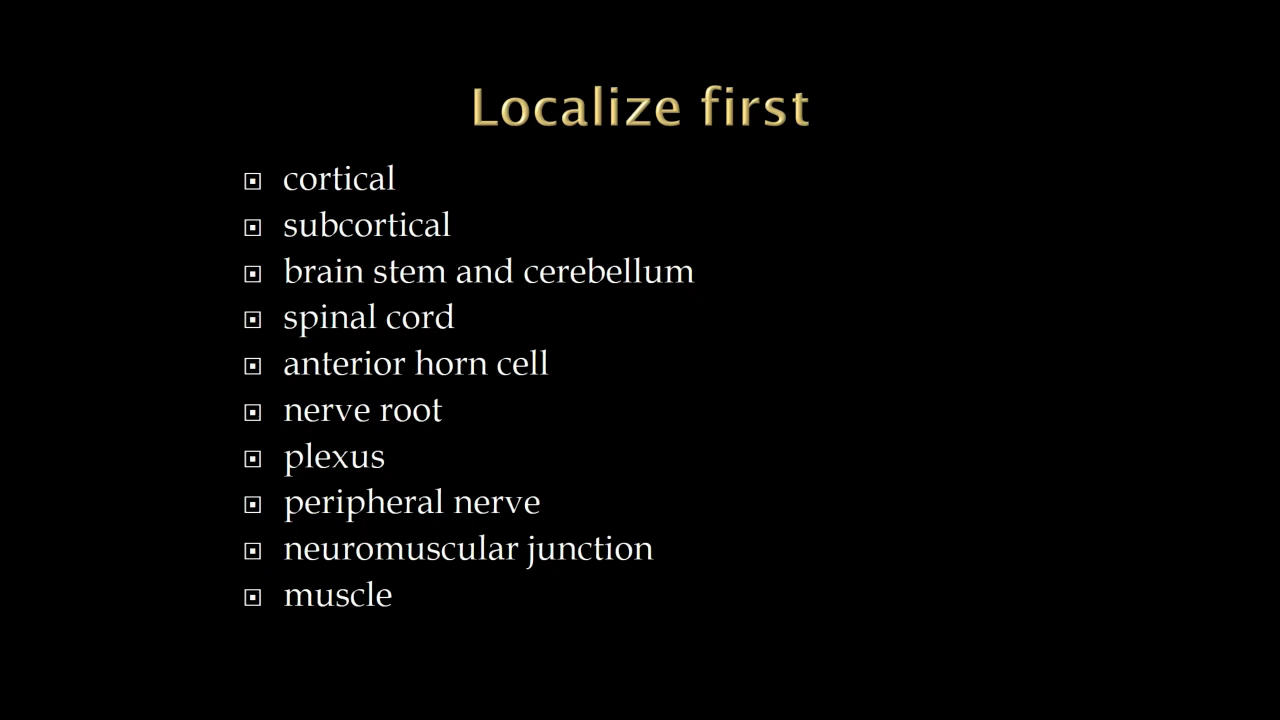 Localize first
cortical
subcortical
brain stem and cerebellum
spinal cord
anterior horn cell
nerve root
plexus
peripheral nerve
neuromuscular junction
muscle